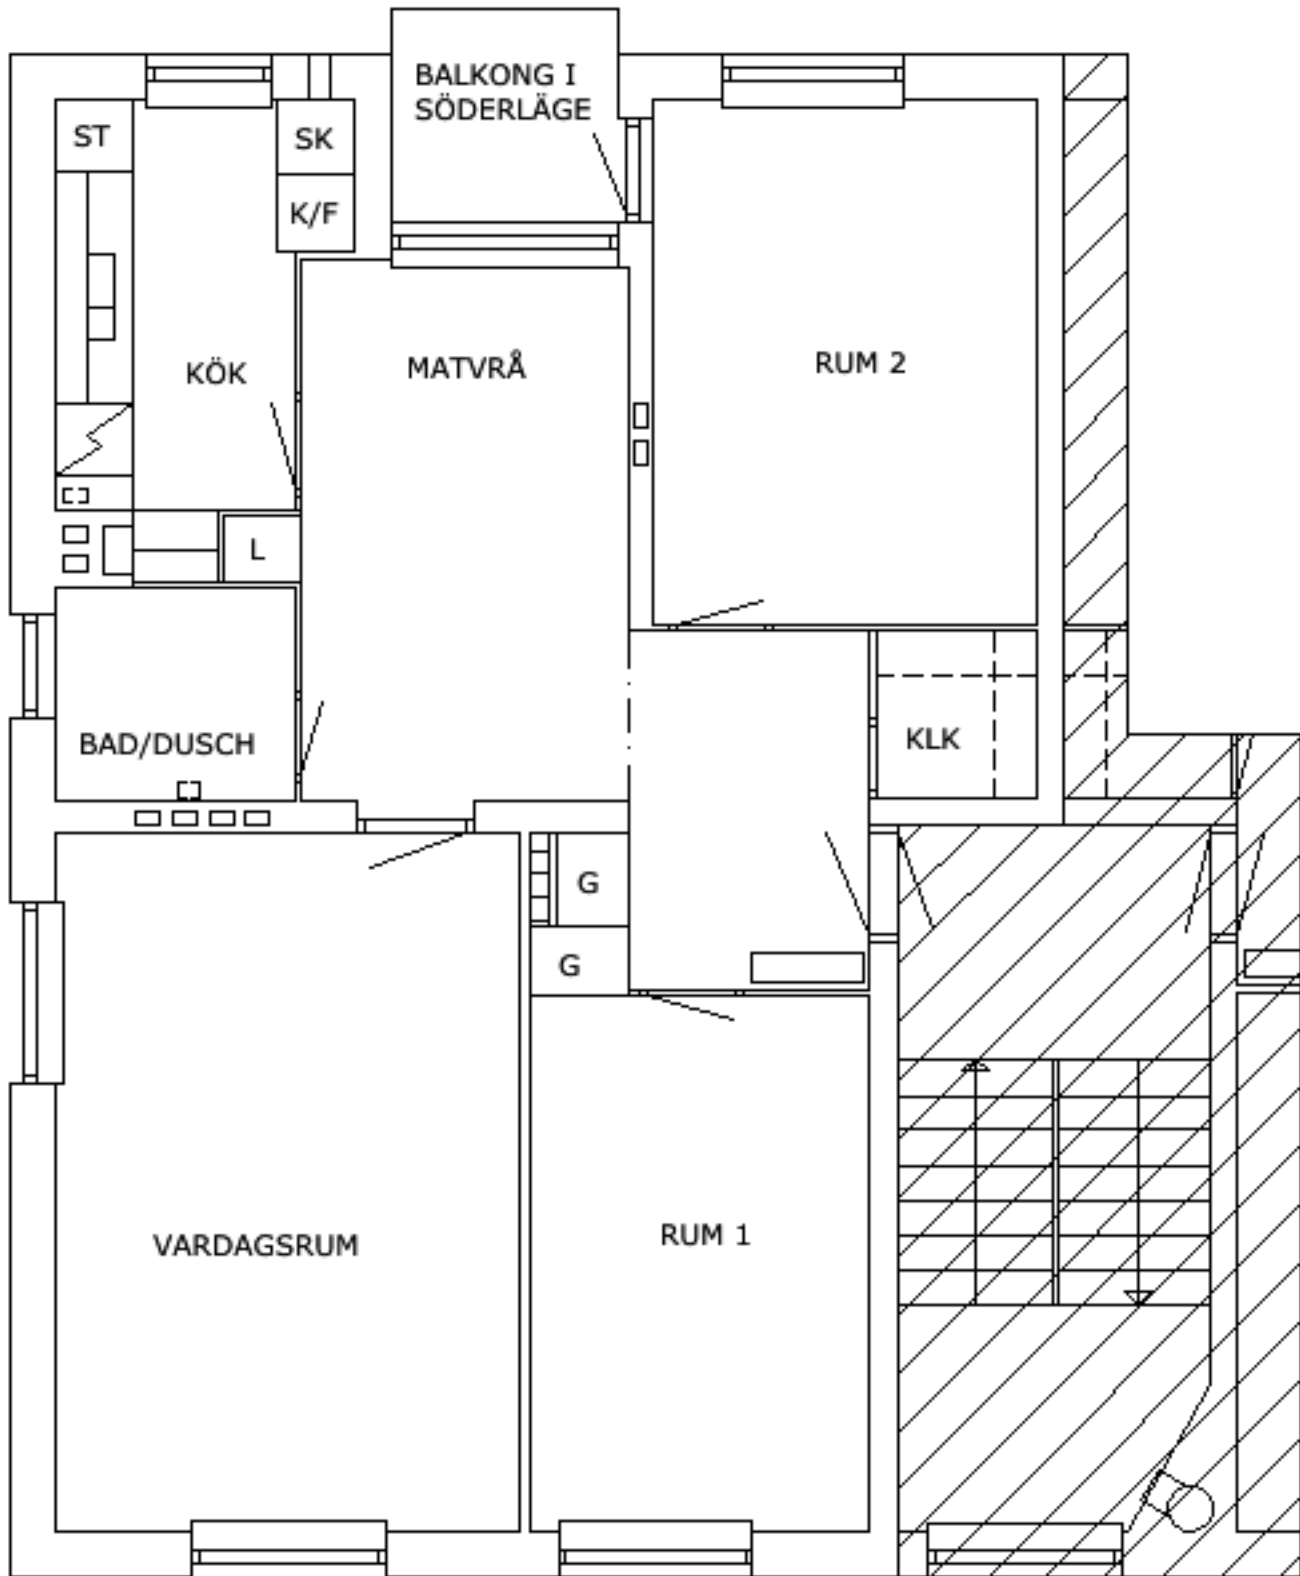 BALKONG I
SÖDERLÄGE
ST
SK
K/F
KÖK
MATVRÅ
RUM 2
L
BAD/DUSCH
KLK
G
G
VARDAGSRUM
RUM 1